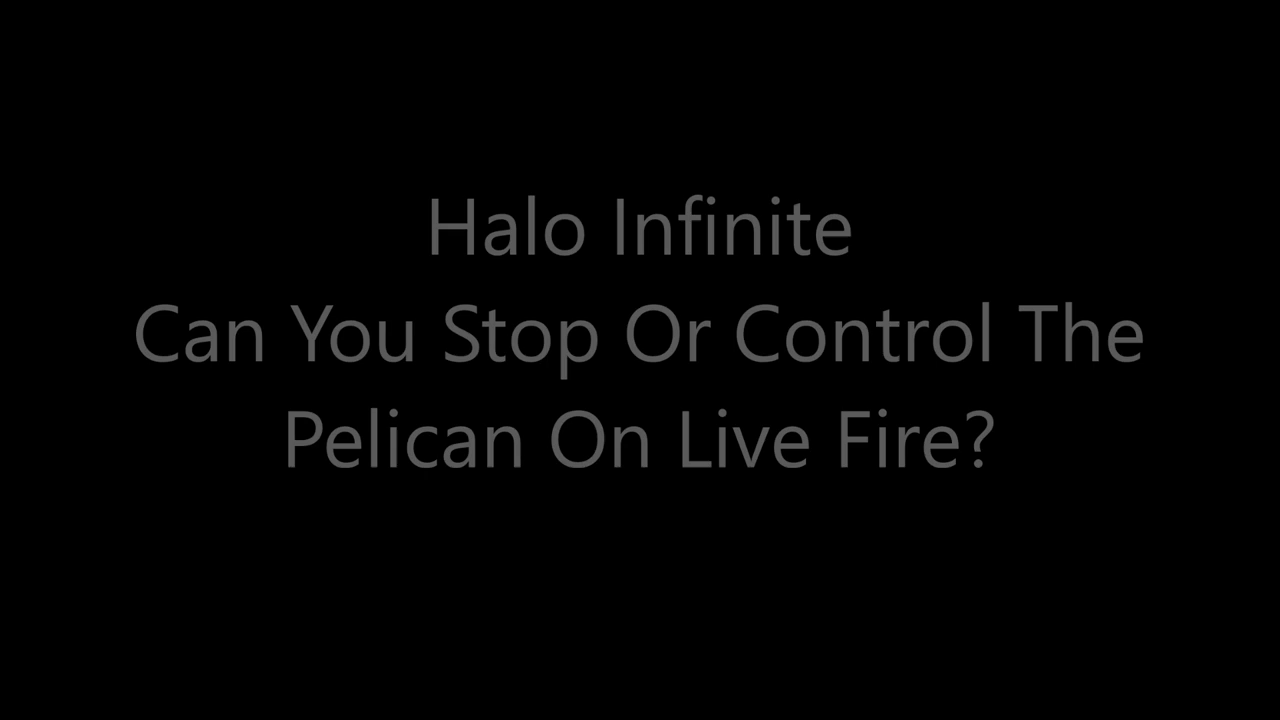 Halo Infinite
Can You Stop Or Control The
Pelican On Live Fire?